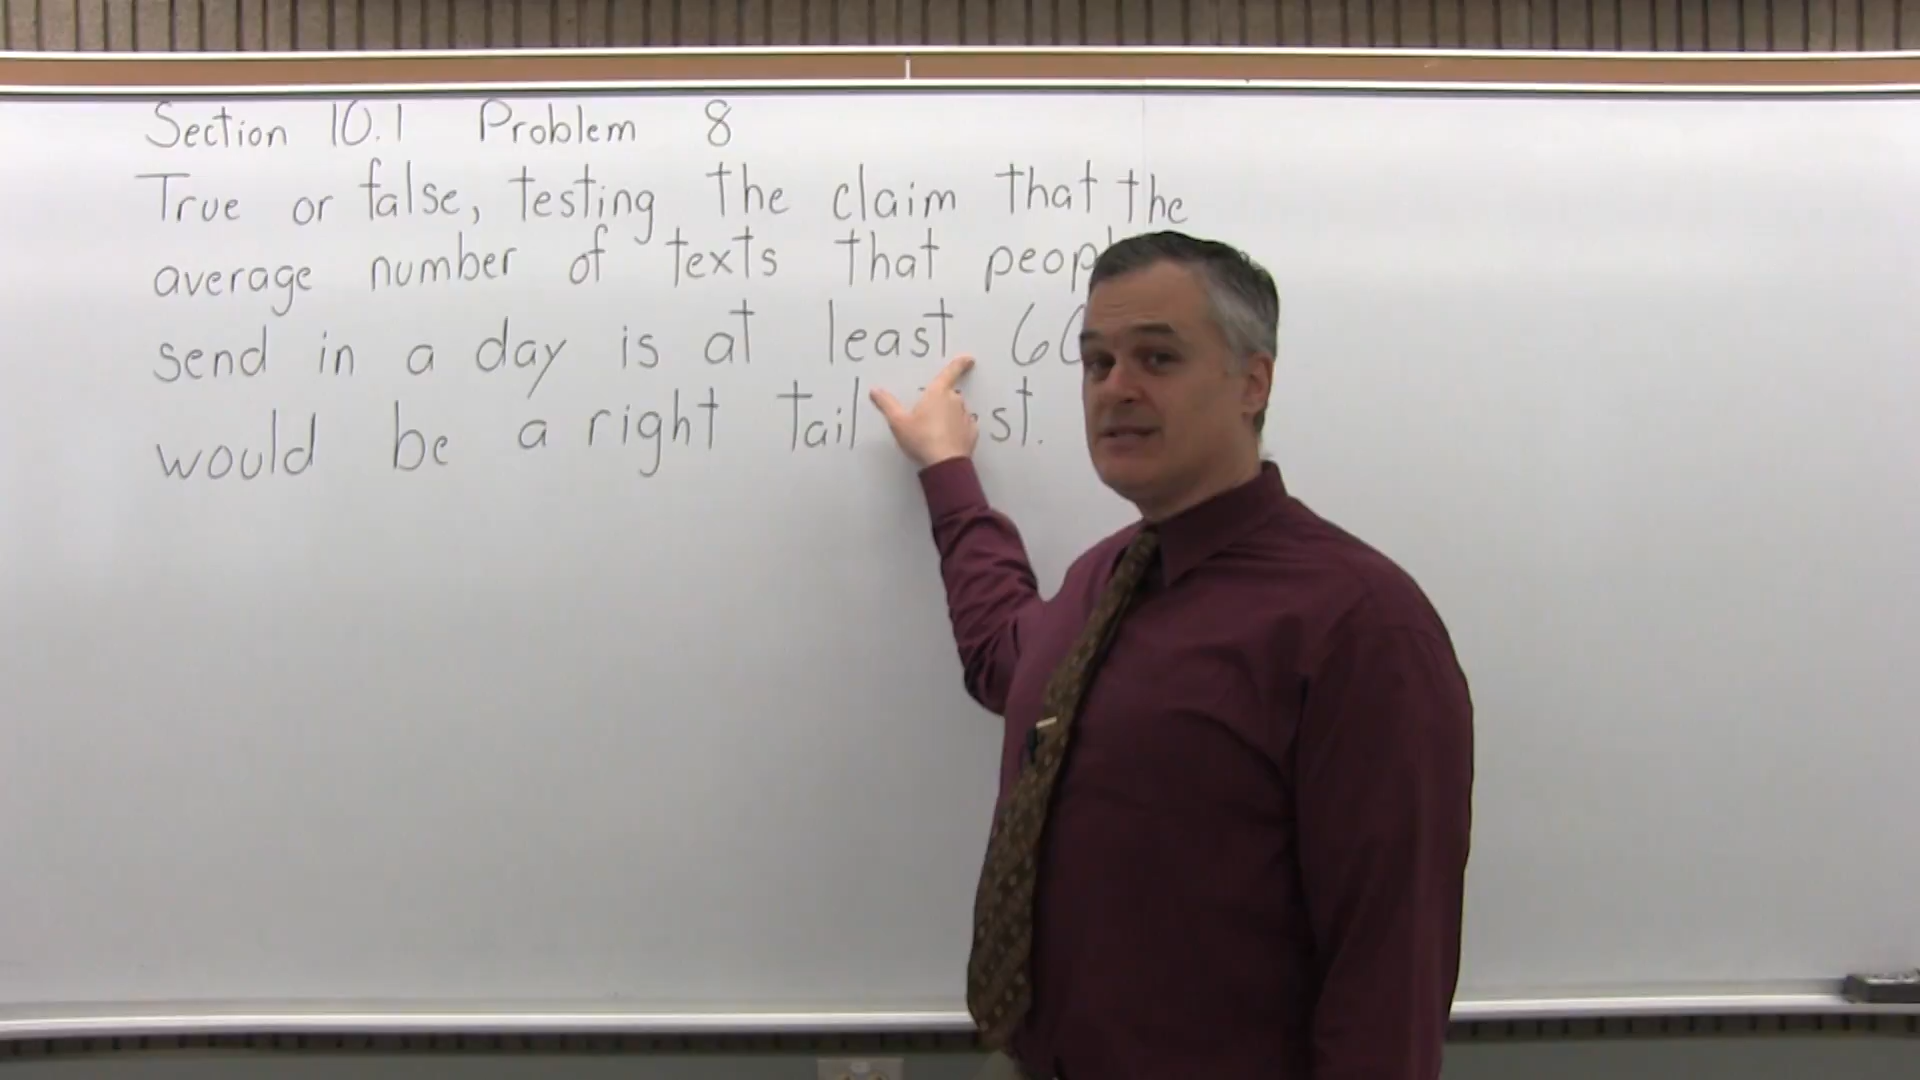 Section 10.1 Problem 8
True or false, testing the claim that the
average number of texts that
send in a day is at least
would be a right tail